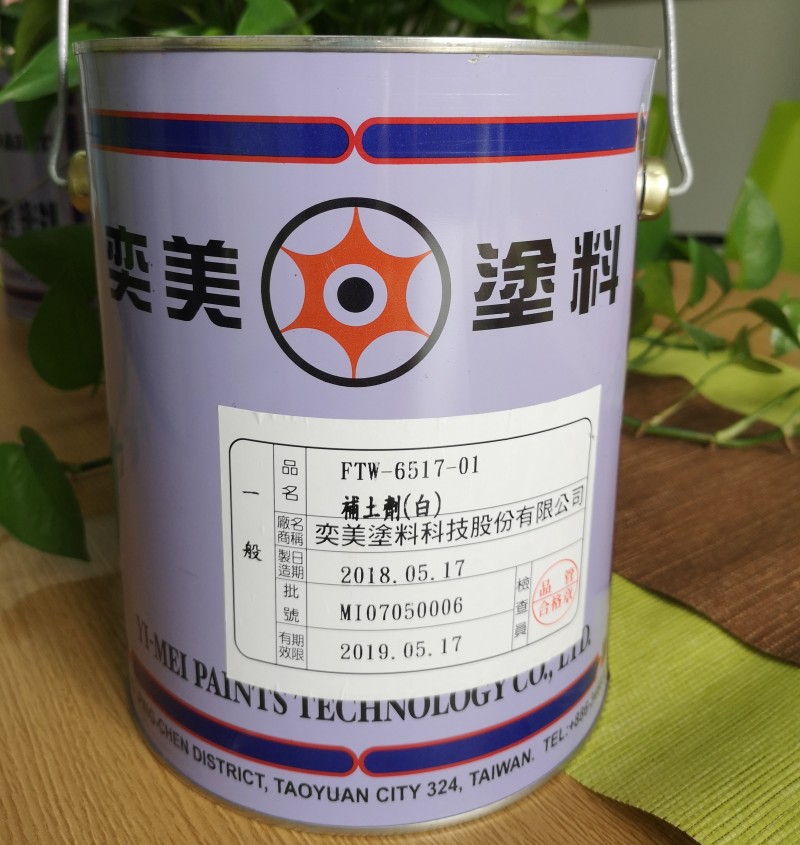 奕美 塗料
一般
品名
FTW-6517-01
補土劑(白)
廠名商稱
奕美塗料科技股份有限公司
製造日期
2018.05.17
批號
MI07050006
有效期限
2019.05.17
檢查員
品管
合格
YI-MEI PAINTS TECHNOLOGY CO., LTD.
-CHEN DISTRICT, TAOYUAN CITY 324, TAIWAN. TEL:+886